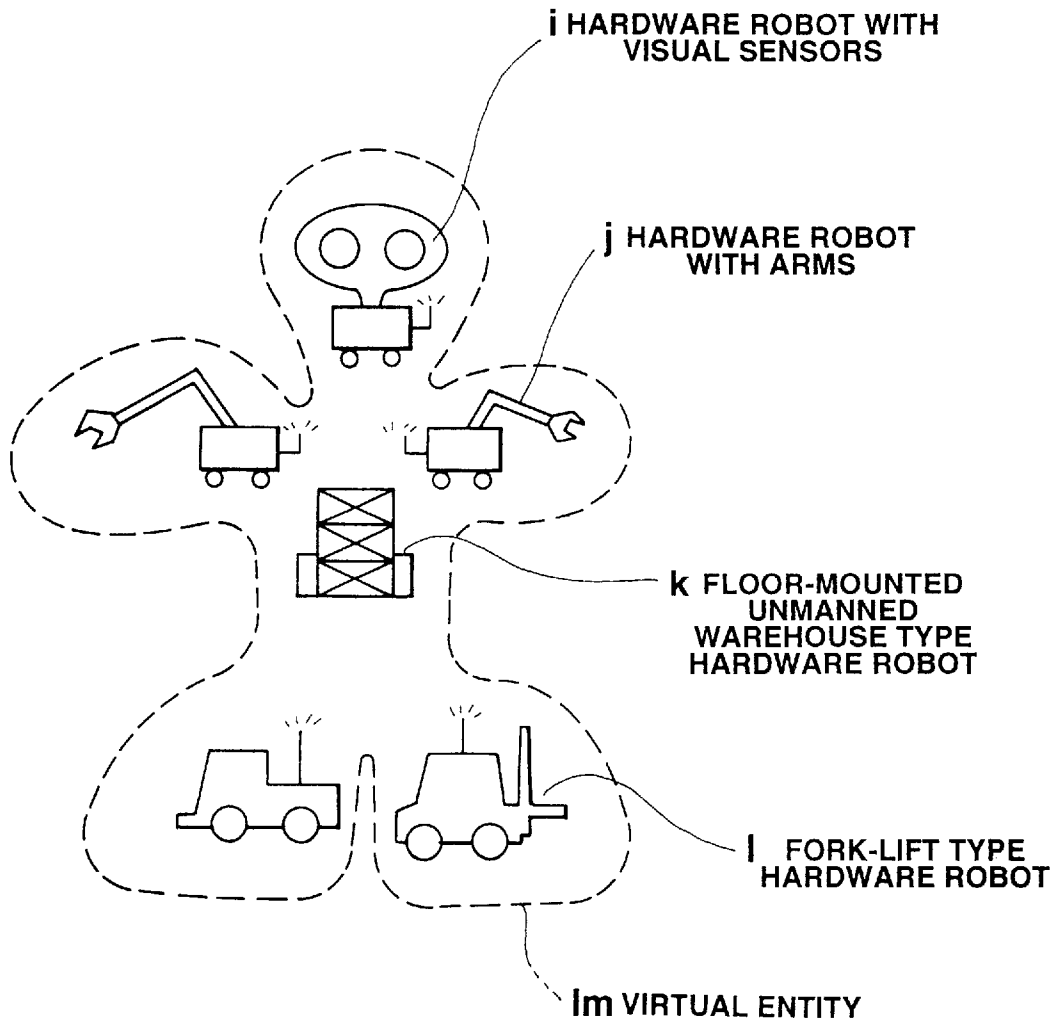 i HARDWARE ROBOT WITH
VISUAL SENSORS
j HARDWARE ROBOT
WITH ARMS
k FLOOR-MOUNTED
UNMANNED
WAREHOUSE TYPE
HARDWARE ROBOT
l FORK-LIFT TYPE
HARDWARE ROBOT
Im VIRTUAL ENTITY